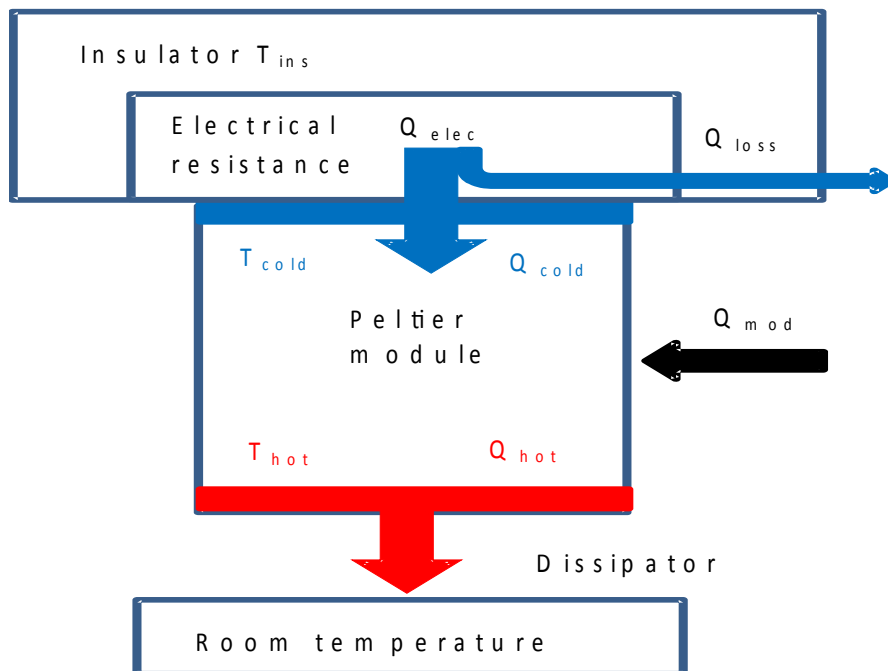 Insulator Tins
Electrical
resistance
Qelec
Qloss
Tcold
Qcold
Peltier
module
Qmod
Thot
Qhot
Dissipator
Room temperature